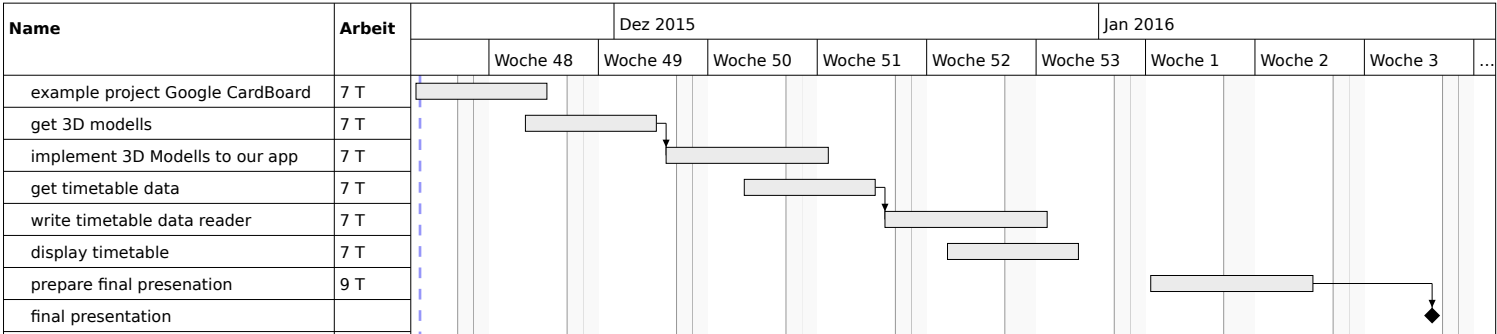 Name Arbeit Dez 2015 Jan 2016
Woche 48 Woche 49 Woche 50 Woche 51 Woche 52 Woche 53 Woche 1 Woche 2 Woche 3 ...
example project Google CardBoard 7 T
get 3D modells 7 T
implement 3D Modells to our app 7 T
get timetable data 7 T
write timetable data reader 7 T
display timetable 7 T
prepare final presenation 9 T
final presentation